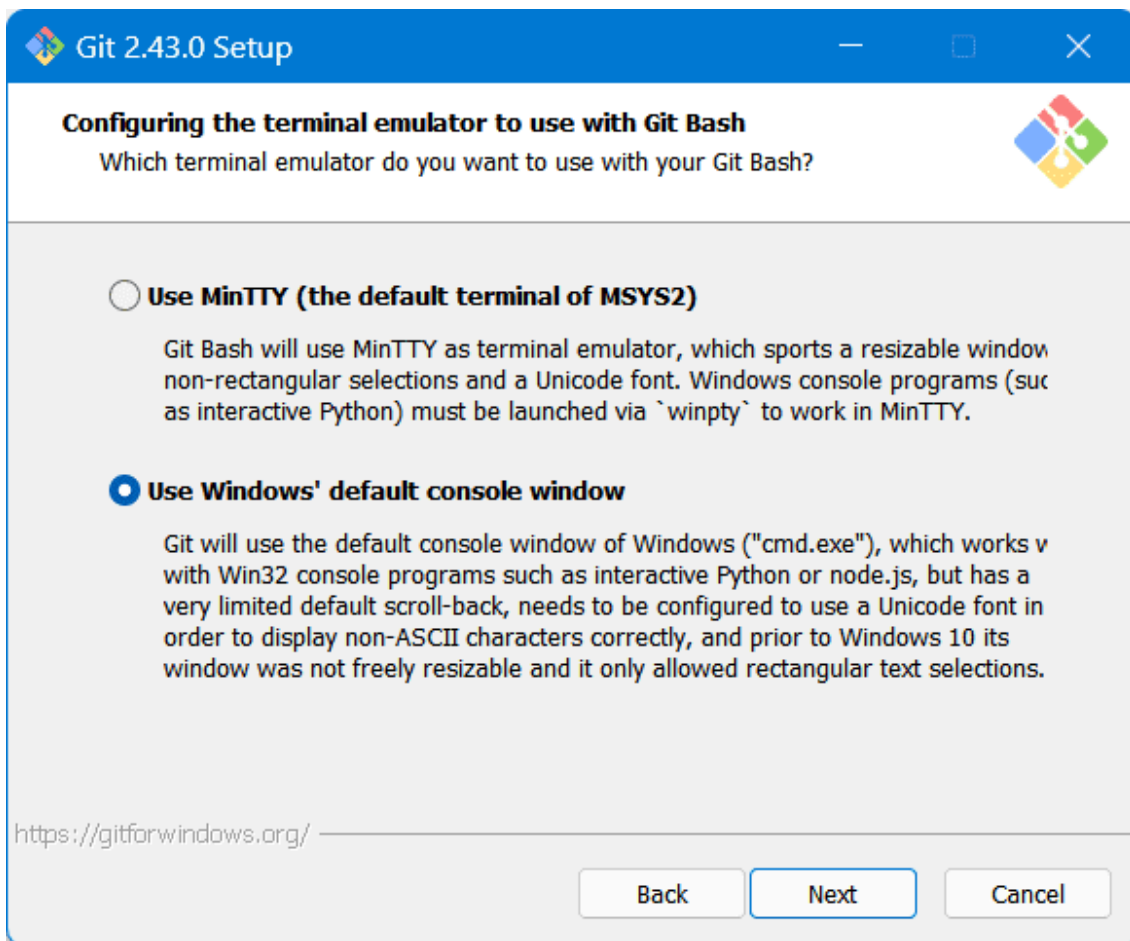 Git 2.43.0 Setup
Configuring the terminal emulator to use with Git Bash
Which terminal emulator do you want to use with your Git Bash?
Use MinTTY (the default terminal of MSYS2)
Git Bash will use MinTTY as terminal emulator, which sports a resizable window
non-rectangular selections and a Unicode font. Windows console programs (suc
as interactive Python) must be launched via `winpty` to work in MinTTY.
Use Windows' default console window
Git will use the default console window of Windows ("cmd.exe"), which works w
with Win32 console programs such as interactive Python or node.js, but has a
very limited default scroll-back, needs to be configured to use a Unicode font in
order to display non-ASCII characters correctly, and prior to Windows 10 its
window was not freely resizable and it only allowed rectangular text selections.
https://gitforwindows.org/
Back Next Cancel